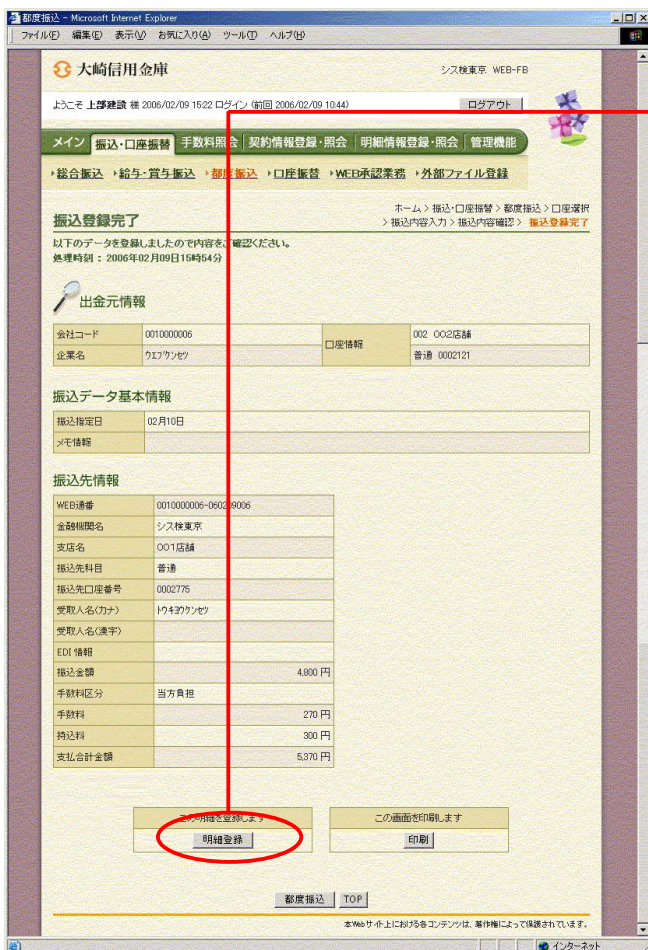 都度振込 - Microsoft Internet Explorer
ファイル(F) 編集(E) 表示(V) お気に入り(A) ツール(T) ヘルプ(H)
大崎信用金庫
シス検東京 WEB-FB
ようこそ 上部建設 様 2006/02/09 15:22 ログイン (前回 2006/02/09 10:44)
ログアウト
メイン 振込・口座振替 手数料照会 契約情報登録・照会 明細情報登録・照会 管理機能
総合振込 給与・賞与振込 都度振込 口座振替 WEB承認業務 外部ファイル登録
ホーム > 振込・口座振替 > 都度振込 > 口座選択
> 振込内容入力 > 振込内容確認 > 振込登録完了
振込登録完了
以下のデータを登録しましたので内容をご確認ください。
処理時刻 : 2006年02月09日15時54分
出金元情報
会社コード 0010000006
口座情報
002 002店舗
企業名 ウエブケンセツ
普通 0002121
振込データ基本情報
振込指定日 02月10日
メモ情報
振込先情報
WEB通番 0010000006-060209006
金融機関名 シス検東京
支店名 001店舗
振込先科目 普通
振込先口座番号 0002775
受取人名(カナ) トウキヨウケンセツ
受取人名(漢字)
EDI情報
振込金額 4,800 円
手数料区分 当方負担
手数料 270 円
特込料 300 円
支払合計金額 5,370 円
この明細を登録します
明細登録
この画面を印刷します
印刷
都度振込 TOP
本Webサイト上における各コンテンツは、著作権によって保護されています。
インターネット